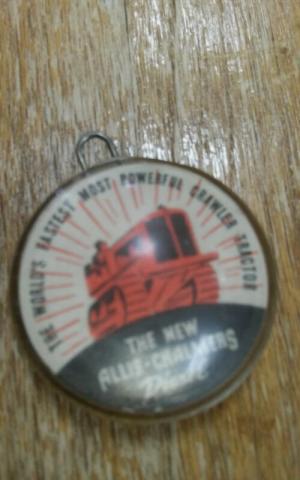 THE WORLD'S FASTEST MOST POWERFUL CRAWLER TRACTOR
THE NEW
ALLIS-CHALMERS
Diesel